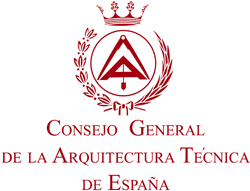 Consejo General
de la Arquitectura Técnica
de España